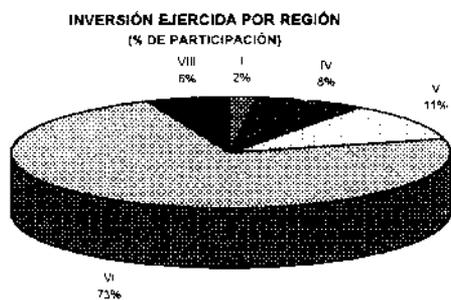 INVERSIÓN EJERCIDA POR REGIÓN
(% DE PARTICIPACIÓN)
VIII
6%
I
2%
IV
8%
V
11%
VI
73%